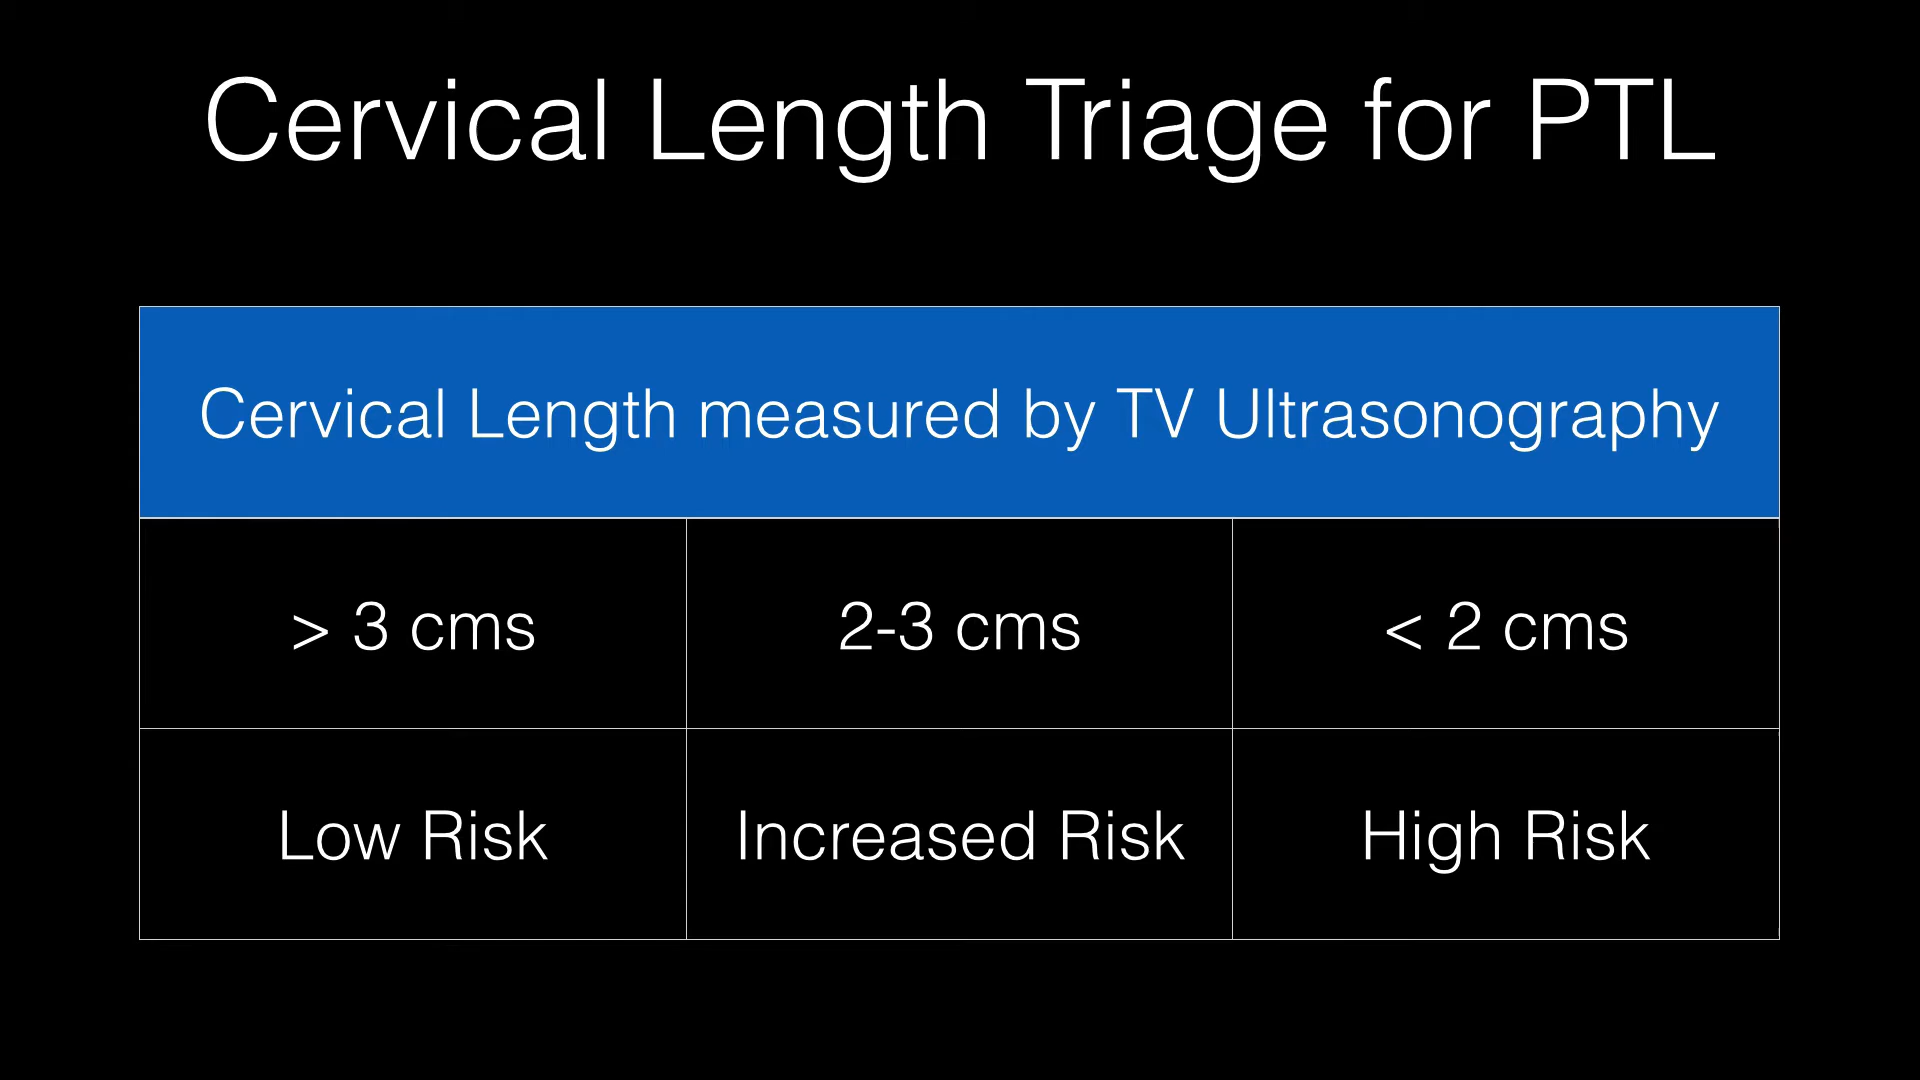 Cervical Length Triage for PTL
Cervical Length measured by TV Ultrasonography
> 3 cms
2-3 cms
< 2 cms
Low Risk
Increased Risk
High Risk